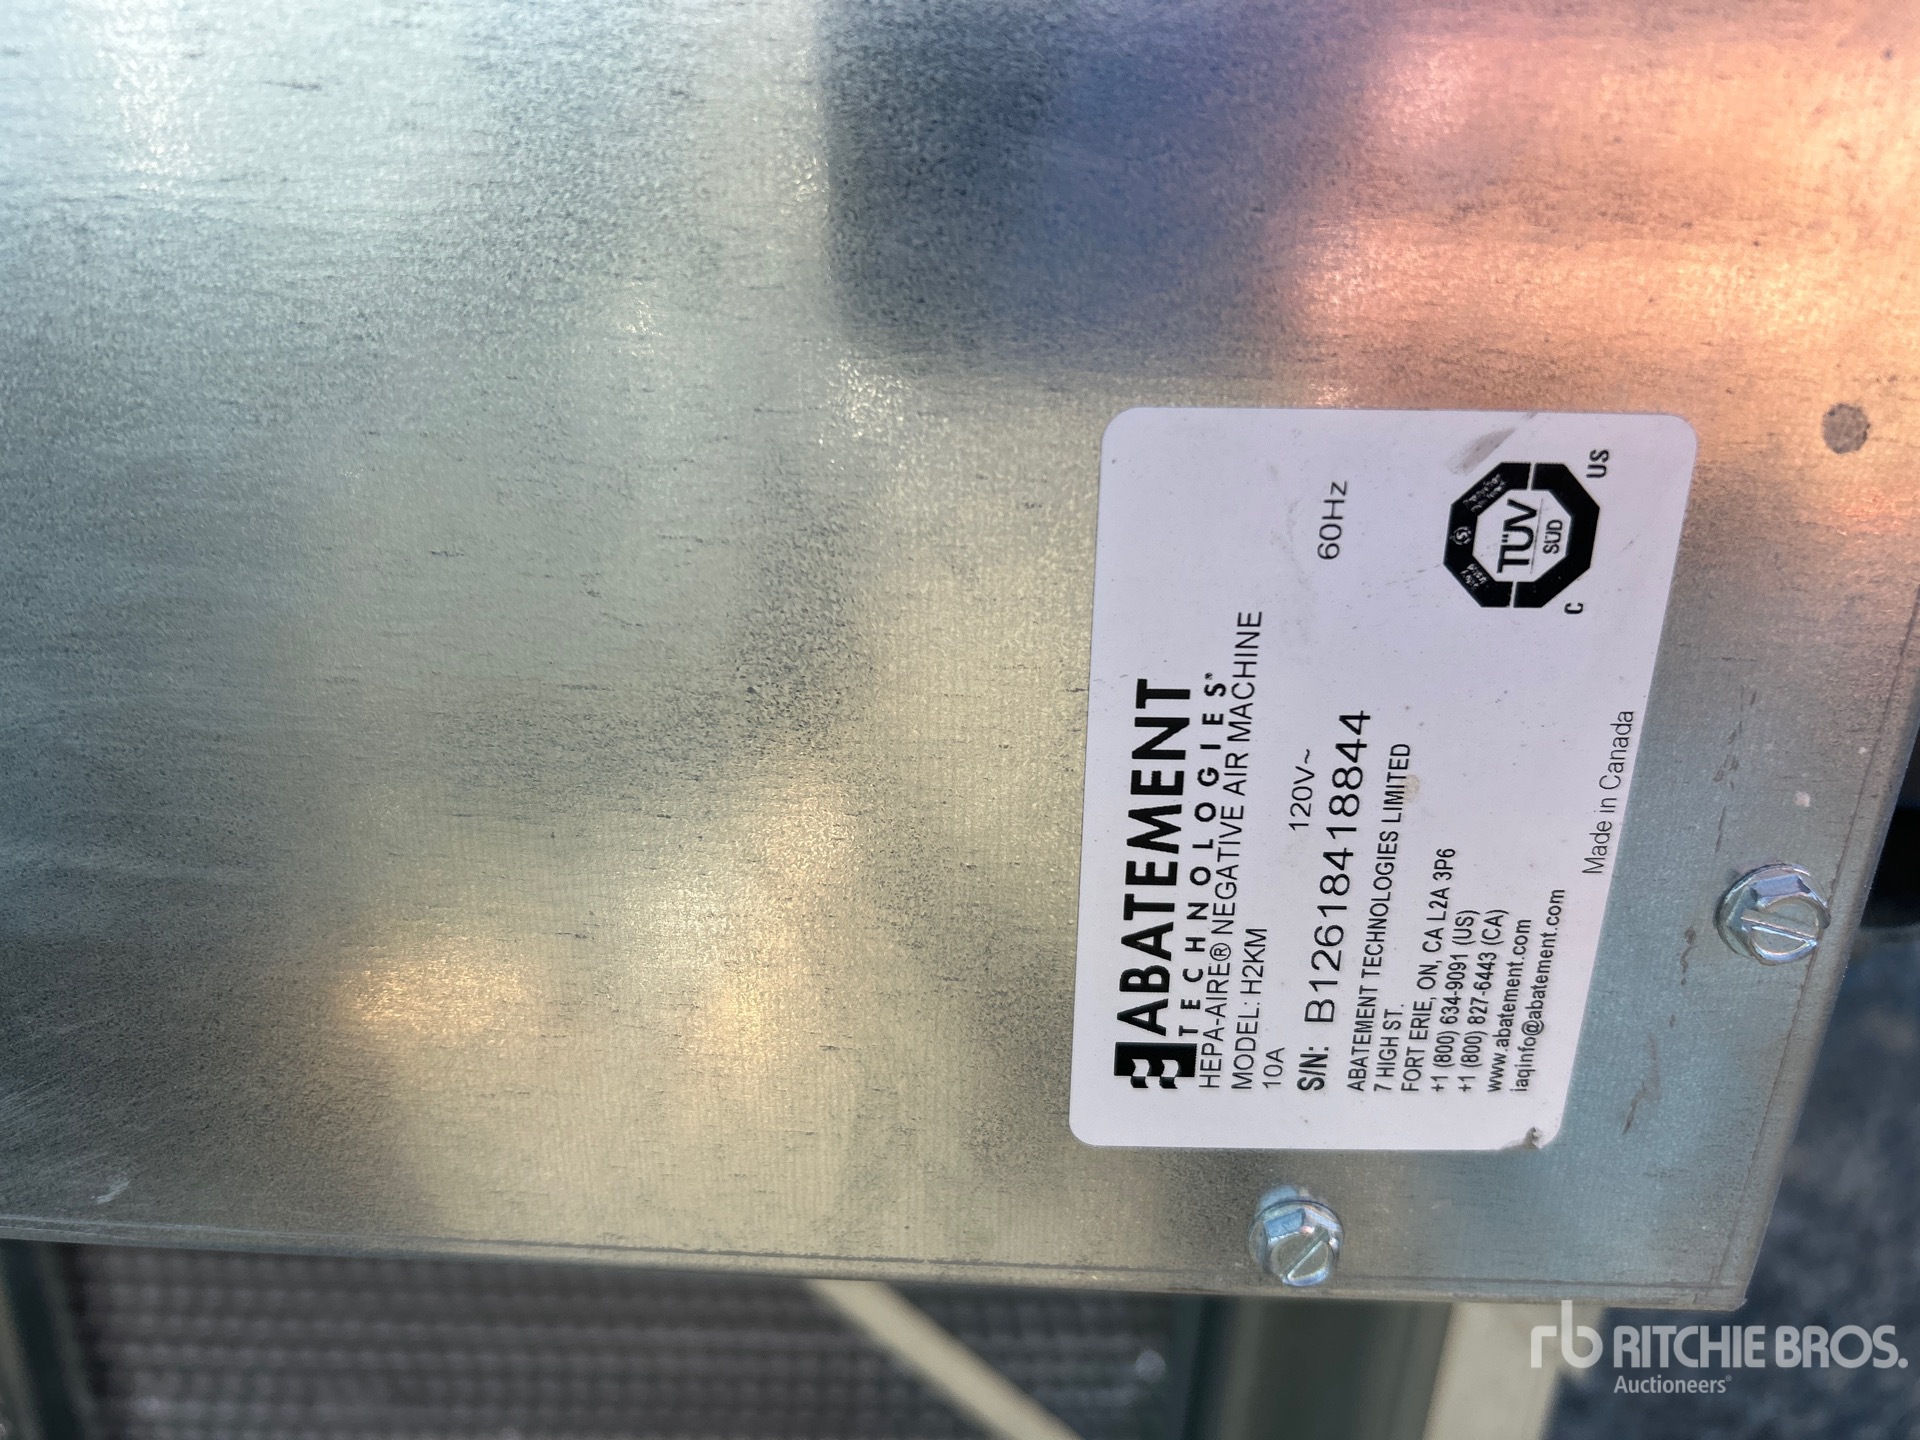 ABATEMENT
TECHNOLOGIES®
HEPA-AIRE® NEGATIVE AIR MACHINE
MODEL: H2KM
10A 120V~ 60Hz
S/N: B12618418844
ABATEMENT TECHNOLOGIES LIMITED
7 HIGH ST.
FORT ERIE, ON, CA L2A 3P6
+1 (800) 634-9091 (US)
+1 (800) 827-6443 (CA)
www.abatement.com
iaqinfo@abatement.com
Made in Canada
TÜV
SÜD
C US
rb RITCHIE BROS.
Auctioneers®